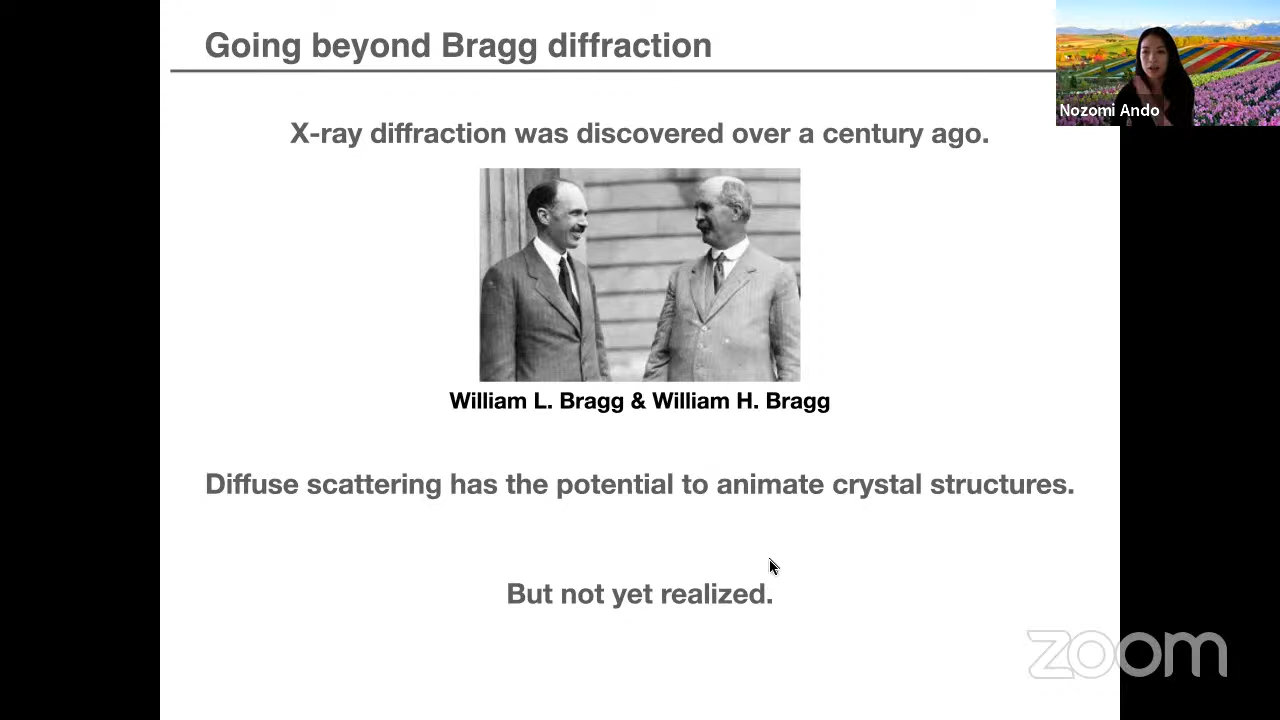 Going beyond Bragg diffraction
Nozomi Ando
X-ray diffraction was discovered over a century ago.
William L. Bragg & William H. Bragg
Diffuse scattering has the potential to animate crystal structures.
But not yet realized.
zoom